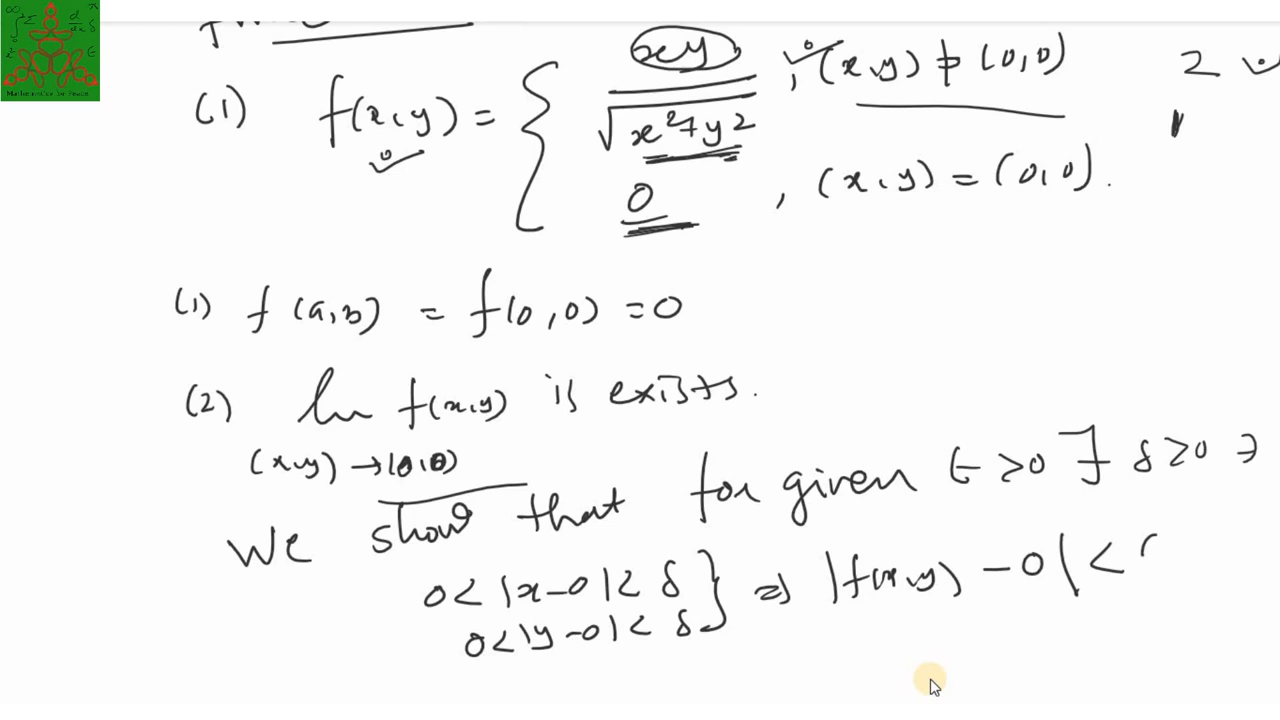 (1) f(x,y) = { xy / √x²+y² , (x,y) ≠ (0,0) 2
0 , (x,y) = (0,0).
(1) f(a,b) = f(0,0) = 0
(2) lim f(x,y) is exists.
(x,y) → (0,0)
We show that for given ε >0 ∃ δ >0 ∋
0 < |x-0| < δ } ⇒ |f(x,y) - 0| <
0 < |y-0| < δ